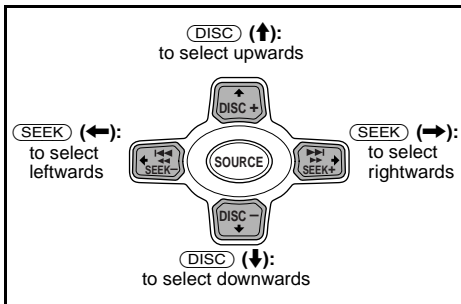 DISC (↑):
to select upwards
DISC +
SEEK (←):
to select
leftwards
SEEK–
SOURCE
SEEK+
SEEK (→):
to select
rightwards
DISC –
DISC (↓):
to select downwards